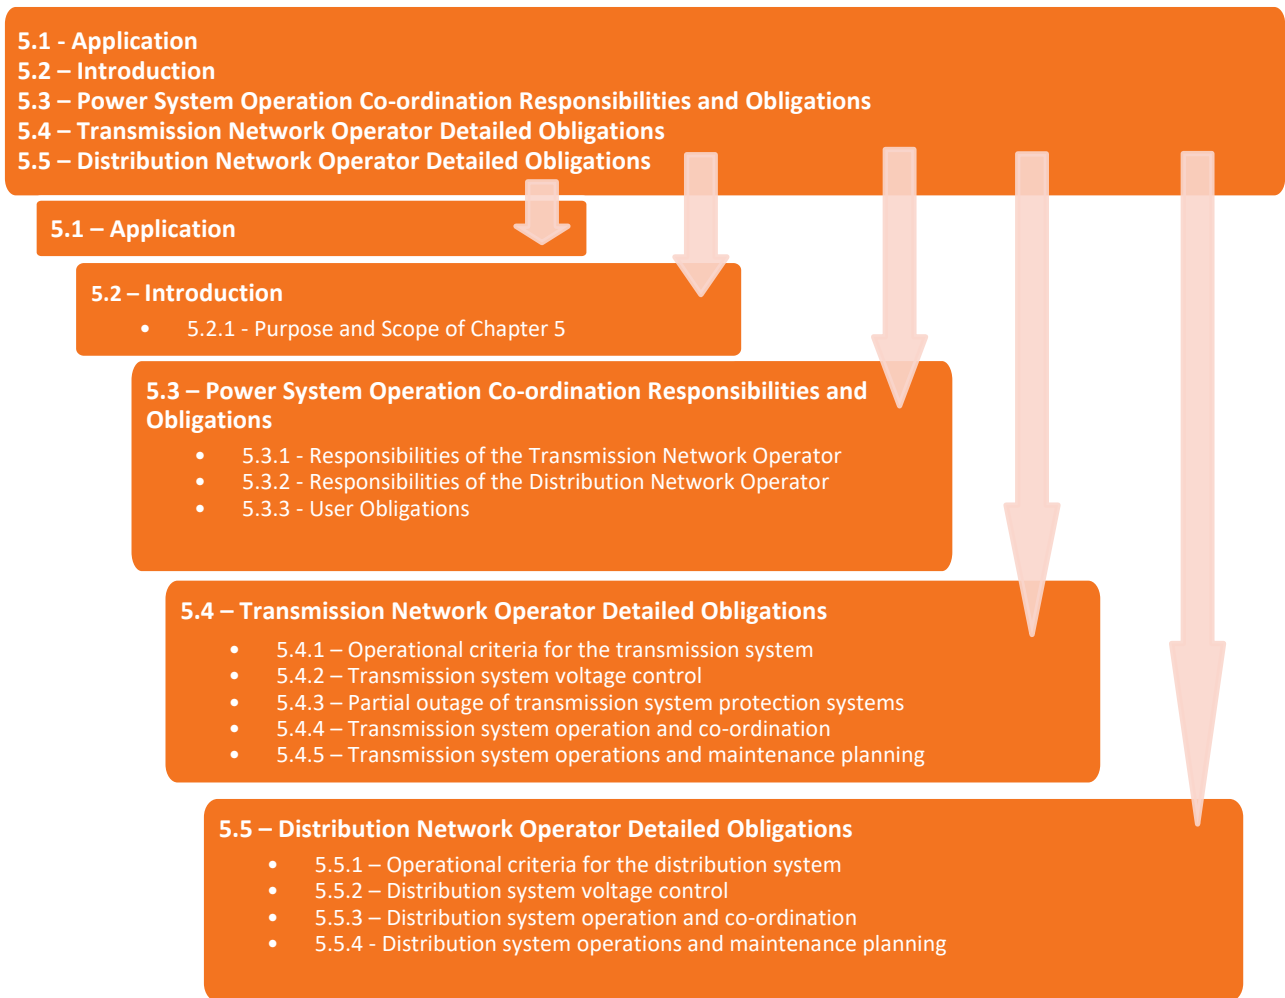 5.1 - Application
5.2 – Introduction
5.3 – Power System Operation Co-ordination Responsibilities and Obligations
5.4 – Transmission Network Operator Detailed Obligations
5.5 – Distribution Network Operator Detailed Obligations
5.1 – Application
5.2 – Introduction
• 5.2.1 - Purpose and Scope of Chapter 5
5.3 – Power System Operation Co-ordination Responsibilities and
Obligations
• 5.3.1 - Responsibilities of the Transmission Network Operator
• 5.3.2 - Responsibilities of the Distribution Network Operator
• 5.3.3 - User Obligations
5.4 – Transmission Network Operator Detailed Obligations
• 5.4.1 – Operational criteria for the transmission system
• 5.4.2 – Transmission system voltage control
• 5.4.3 – Partial outage of transmission system protection systems
• 5.4.4 – Transmission system operation and co-ordination
• 5.4.5 – Transmission system operations and maintenance planning
5.5 – Distribution Network Operator Detailed Obligations
• 5.5.1 – Operational criteria for the distribution system
• 5.5.2 – Distribution system voltage control
• 5.5.3 – Distribution system operation and co-ordination
• 5.5.4 - Distribution system operations and maintenance planning